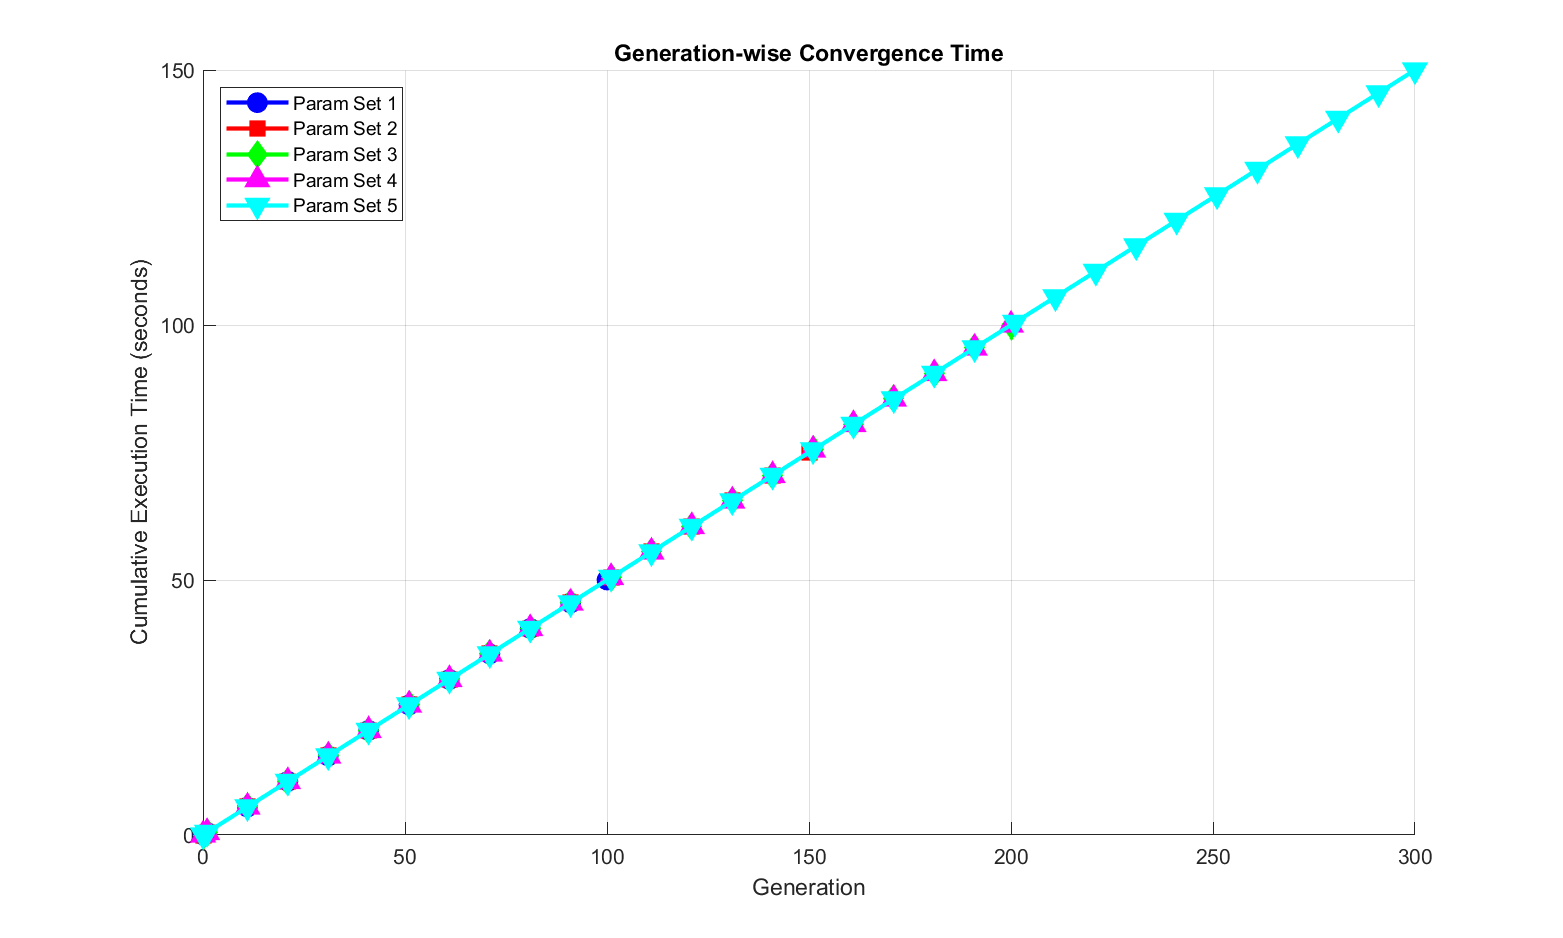 Generation-wise Convergence Time
150
100
50
0
Cumulative Execution Time (seconds)
Param Set 1
Param Set 2
Param Set 3
Param Set 4
Param Set 5
0 50 100 150 200 250 300
Generation